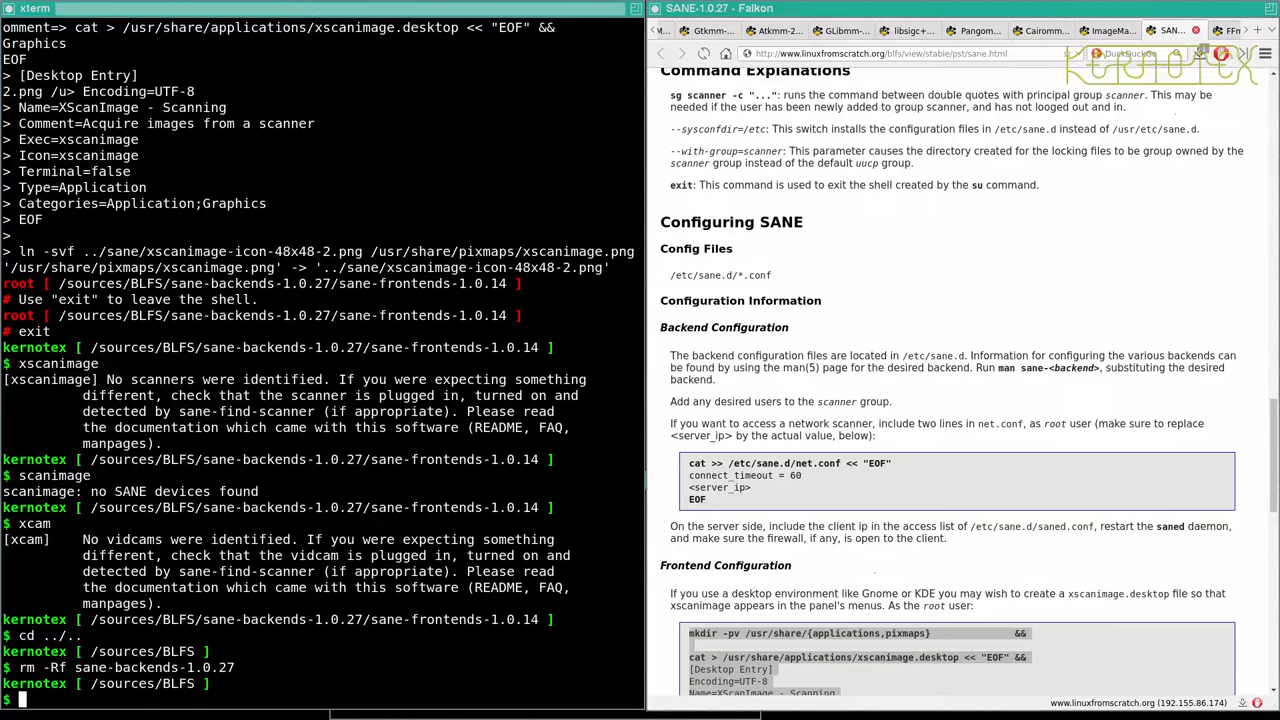 xterm
omment=> cat > /usr/share/applications/xscanimage.desktop << "EOF" &&
Graphics
EOF
> [Desktop Entry]
2.png /u> Encoding=UTF-8
> Name=XScanImage - Scanning
> Comment=Acquire images from a scanner
> Exec=xscanimage
> Icon=xscanimage
> Terminal=false
> Type=Application
> Categories=Application;Graphics
> EOF
>
> ln -svf ../sane/xscanimage-icon-48x48-2.png /usr/share/pixmaps/xscanimage.png
'/usr/share/pixmaps/xscanimage.png' -> '../sane/xscanimage-icon-48x48-2.png'
root [ /sources/BLFS/sane-backends-1.0.27/sane-frontends-1.0.14 ]
# Use "exit" to leave the shell.
root [ /sources/BLFS/sane-backends-1.0.27/sane-frontends-1.0.14 ]
# exit
kernotex [ /sources/BLFS/sane-backends-1.0.27/sane-frontends-1.0.14 ]
$ xscanimage
[xscanimage] No scanners were identified. If you were expecting something
different, check that the scanner is plugged in, turned on and
detected by sane-find-scanner (if appropriate). Please read
the documentation which came with this software (README, FAQ,
manpages).
kernotex [ /sources/BLFS/sane-backends-1.0.27/sane-frontends-1.0.14 ]
$ scanimage
scanimage: no SANE devices found
kernotex [ /sources/BLFS/sane-backends-1.0.27/sane-frontends-1.0.14 ]
$ xcam
[xcam] No vidcams were identified. If you were expecting something
different, check that the vidcam is plugged in, turned on and
detected by sane-find-scanner (if appropriate). Please read
the documentation which came with this software (README, FAQ,
manpages).
kernotex [ /sources/BLFS/sane-backends-1.0.27/sane-frontends-1.0.14 ]
$ cd ../..
kernotex [ /sources/BLFS ]
$ rm -Rf sane-backends-1.0.27
kernotex [ /sources/BLFS ]
$
SANE-1.0.27 - Falkon
Gtkmm-... Atkmm-2... GLibmm-... libsigc+... Pangom... Cairomm... ImageMa... SAN... FFn
http://www.linuxfromscratch.org/blfs/view/stable/pst/sane.html DuckDuckGo
KERNOTEX
Command Explanations
sg scanner -c "...": runs the command between double quotes with principal group scanner. This may be
needed if the user has been newly added to group scanner, and has not looged out and in.
--sysconfdir=/etc: This switch installs the configuration files in /etc/sane.d instead of /usr/etc/sane.d.
--with-group=scanner: This parameter causes the directory created for the locking files to be group owned by the
scanner group instead of the default uucp group.
exit: This command is used to exit the shell created by the su command.
Configuring SANE
Config Files
/etc/sane.d/*.conf
Configuration Information
Backend Configuration
The backend configuration files are located in /etc/sane.d. Information for configuring the various backends can
be found by using the man(5) page for the desired backend. Run man sane-<backend>, substituting the desired
backend.
Add any desired users to the scanner group.
If you want to access a network scanner, include two lines in net.conf, as root user (make sure to replace
<server_ip> by the actual value, below):
cat >> /etc/sane.d/net.conf << "EOF"
connect_timeout = 60
<server_ip>
EOF
On the server side, include the client ip in the access list of /etc/sane.d/saned.conf, restart the saned daemon,
and make sure the firewall, if any, is open to the client.
Frontend Configuration
If you use a desktop environment like Gnome or KDE you may wish to create a xscanimage.desktop file so that
xscanimage appears in the panel's menus. As the root user:
mkdir -pv /usr/share/{applications,pixmaps} &&
cat > /usr/share/applications/xscanimage.desktop << "EOF" &&
[Desktop Entry]
Encoding=UTF-8
Name=XScanImage - Scanning
www.linuxfromscratch.org (192.155.86.174)